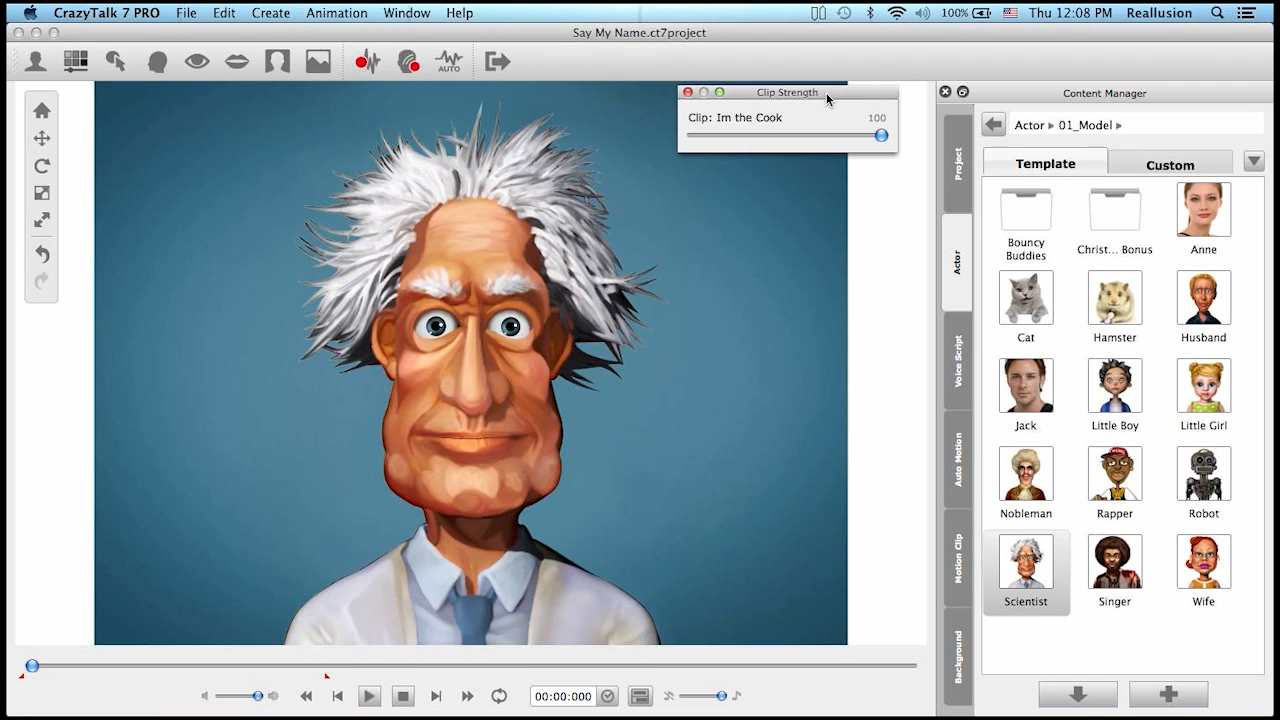 CrazyTalk 7 PRO File Edit Create Animation Window Help 100% Thu 12:08 PM Reallusion
Say My Name.ct7project
AUTO
Clip Strength
Clip: Im the Cook 100
Content Manager
Actor 01_Model
Template Custom
Project
Actor
Voice Script
Auto Motion
Motion Clip
Background
Bouncy Buddies
Christ... Bonus
Anne
Cat
Hamster
Husband
Jack
Little Boy
Little Girl
Nobleman
Rapper
Robot
Scientist
Singer
Wife
00:00:000